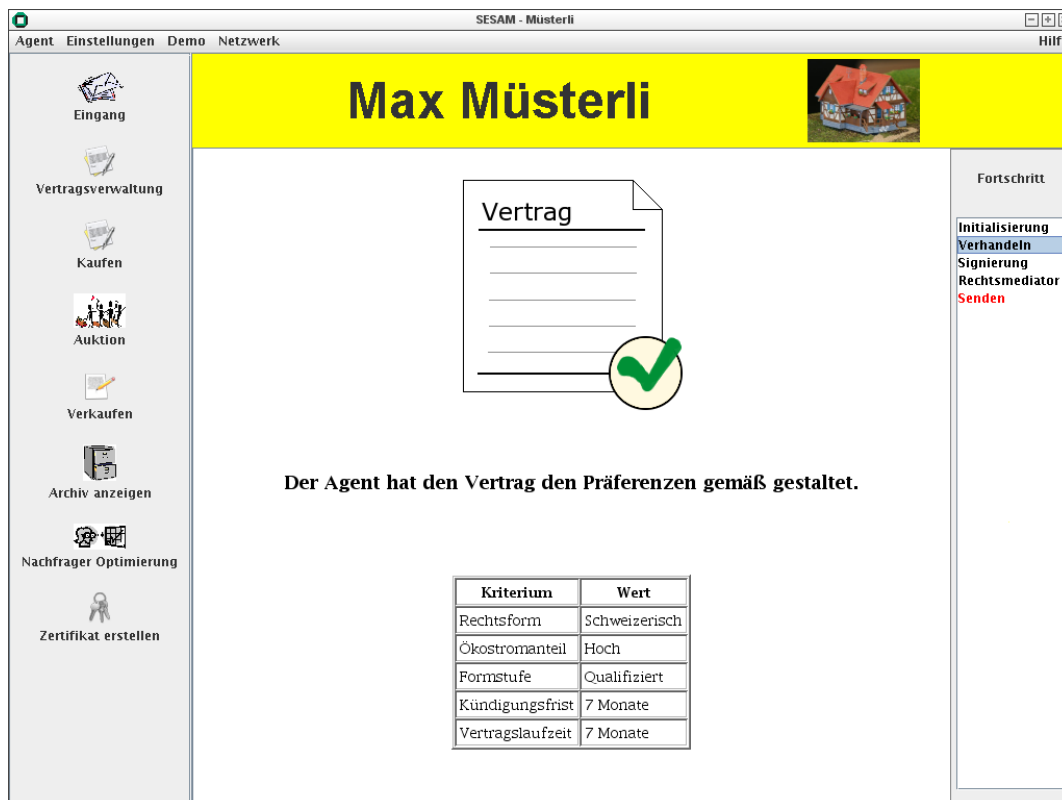 SESAM - Müsterli
Agent Einstellungen Demo Netzwerk Hilf
Max Müsterli
Eingang
Vertragsverwaltung
Kaufen
Auktion
Verkaufen
Archiv anzeigen
Nachfrager Optimierung
Zertifikat erstellen
Vertrag
Der Agent hat den Vertrag den Präferenzen gemäß gestaltet.
Kriterium Wert
Rechtsform Schweizerisch
Ökostromanteil Hoch
Formstufe Qualifiziert
Kündigungsfrist 7 Monate
Vertragslaufzeit 7 Monate
Fortschritt
Initialisierung
Verhandeln
Signierung
Rechtsmediator
Senden